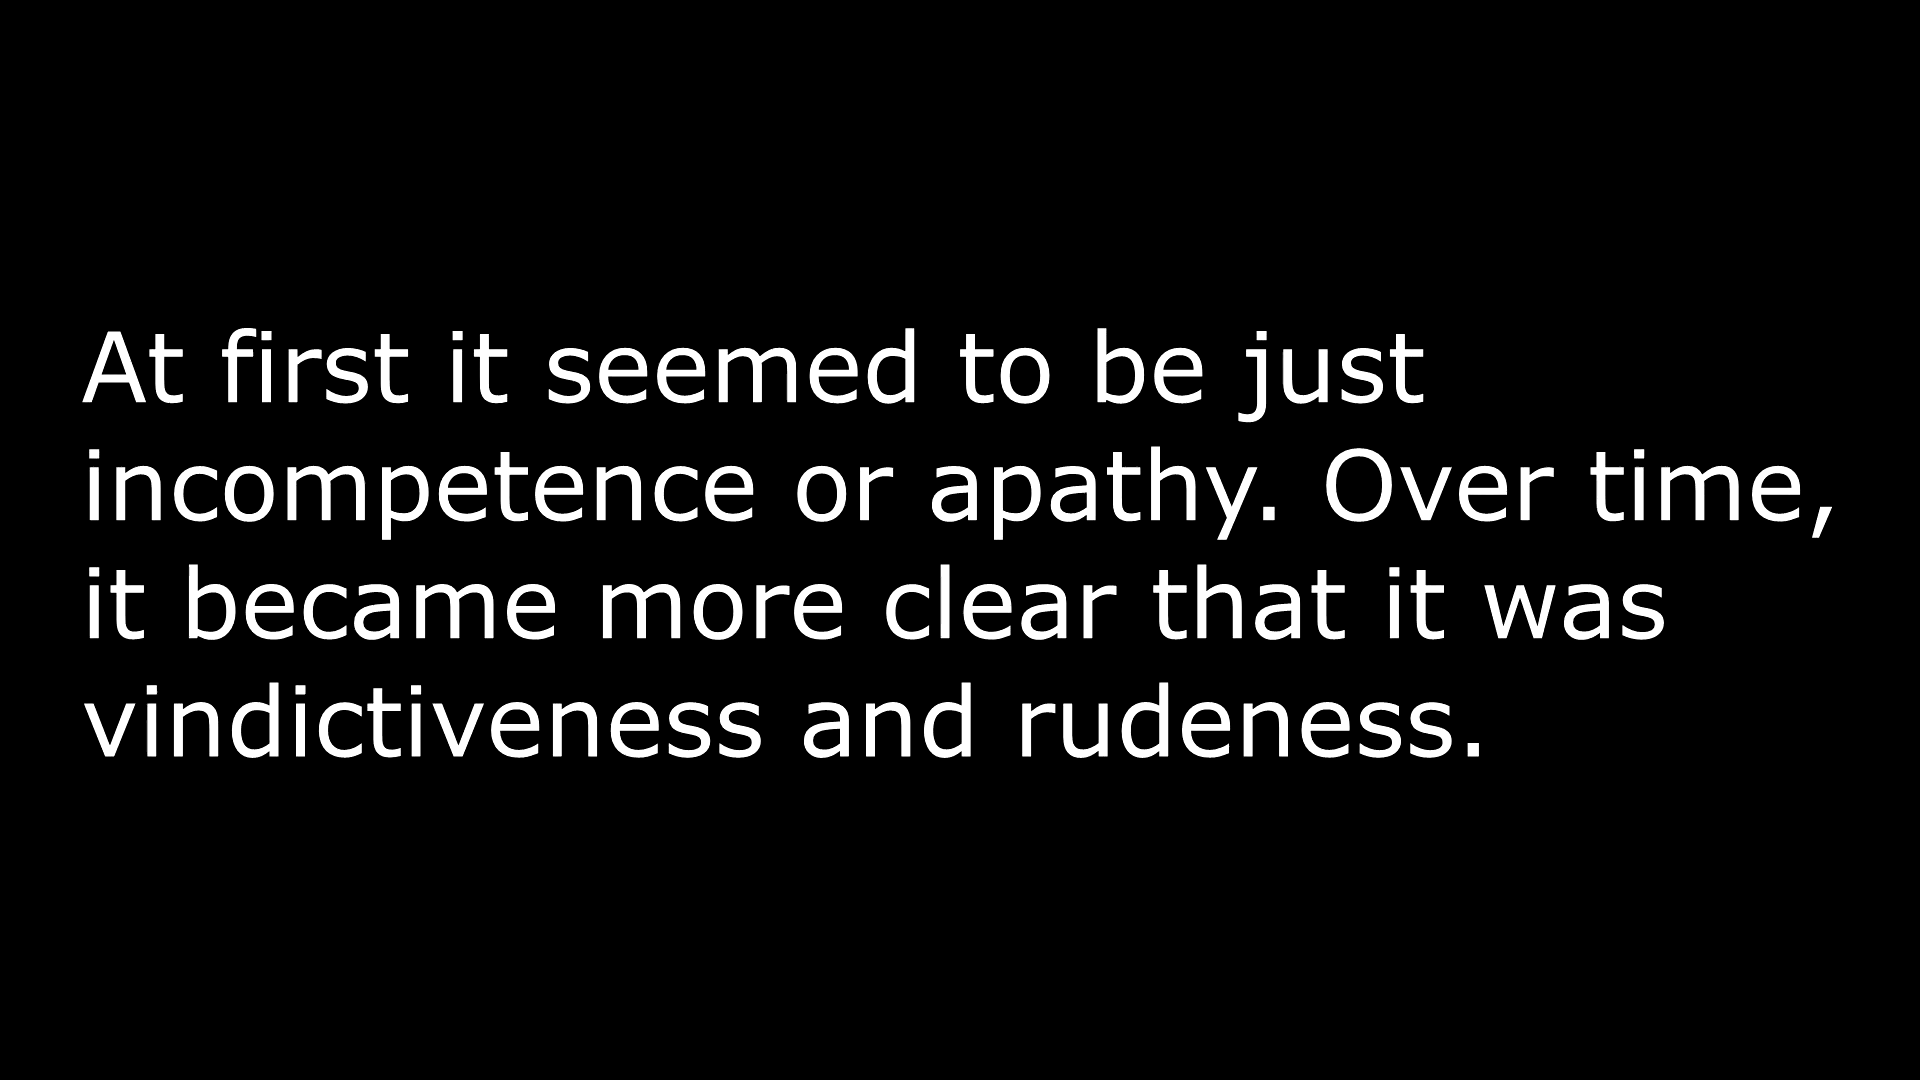 At first it seemed to be just
incompetence or apathy. Over time,
it became more clear that it was
vindictiveness and rudeness.